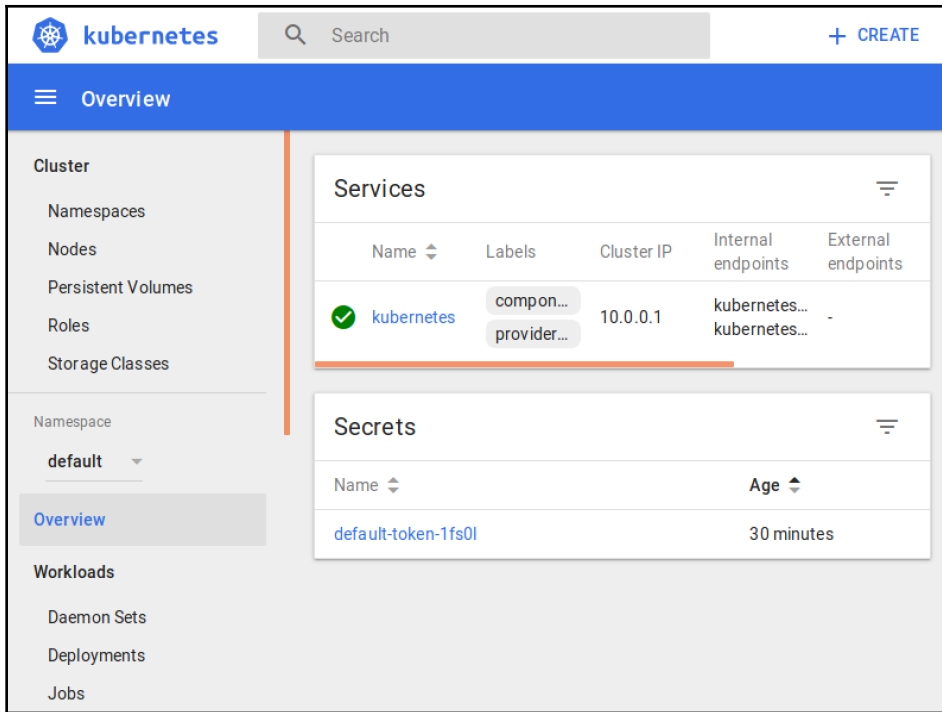 kubernetes
Search
+ CREATE
Overview
Cluster
Namespaces
Nodes
Persistent Volumes
Roles
Storage Classes
Namespace
default
Overview
Workloads
Daemon Sets
Deployments
Jobs
Services
Name Labels Cluster IP Internal endpoints External endpoints
kubernetes compon... provider... 10.0.0.1 kubernetes... kubernetes... -
Secrets
Name Age
default-token-1fs0l 30 minutes